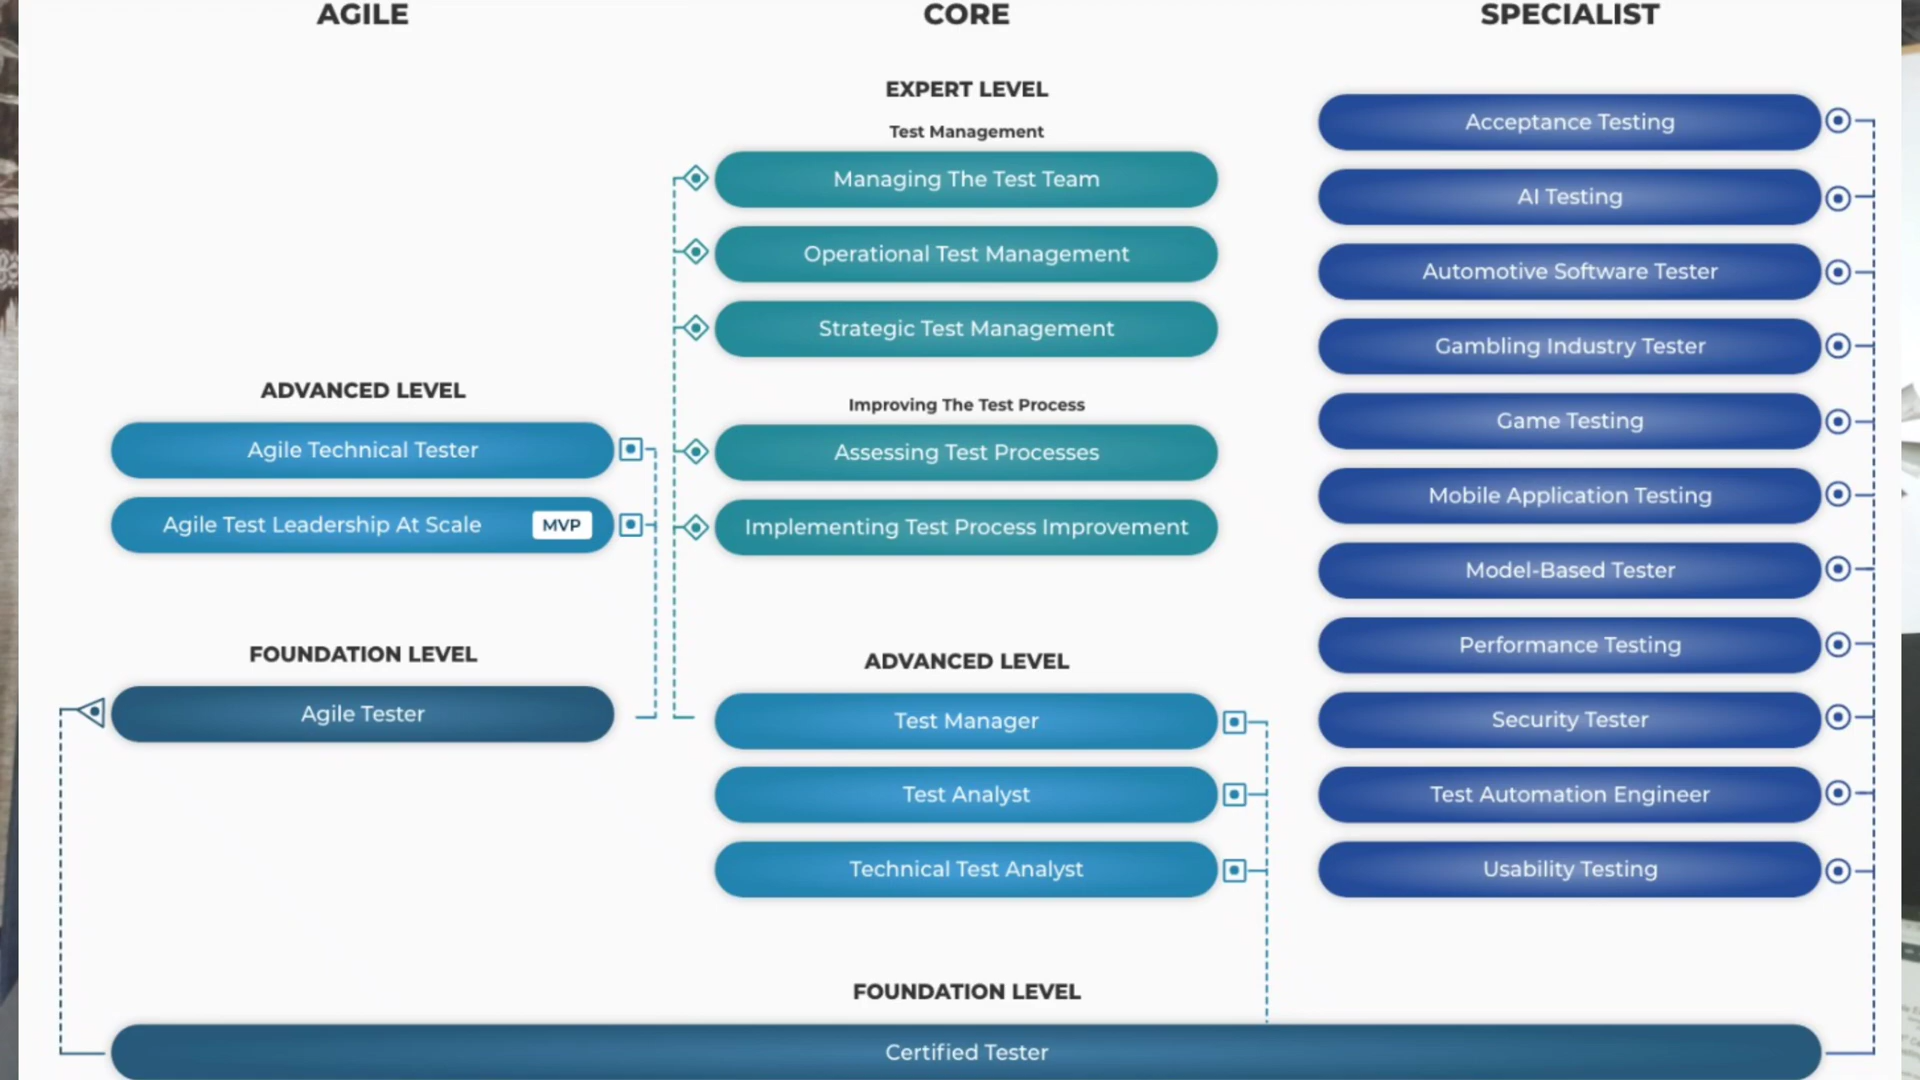 AGILE
ADVANCED LEVEL
Agile Technical Tester
Agile Test Leadership At Scale MVP
FOUNDATION LEVEL
Agile Tester
CORE
EXPERT LEVEL
Test Management
Managing The Test Team
Operational Test Management
Strategic Test Management
Improving The Test Process
Assessing Test Processes
Implementing Test Process Improvement
ADVANCED LEVEL
Test Manager
Test Analyst
Technical Test Analyst
SPECIALIST
Acceptance Testing
AI Testing
Automotive Software Tester
Gambling Industry Tester
Game Testing
Mobile Application Testing
Model-Based Tester
Performance Testing
Security Tester
Test Automation Engineer
Usability Testing
FOUNDATION LEVEL
Certified Tester